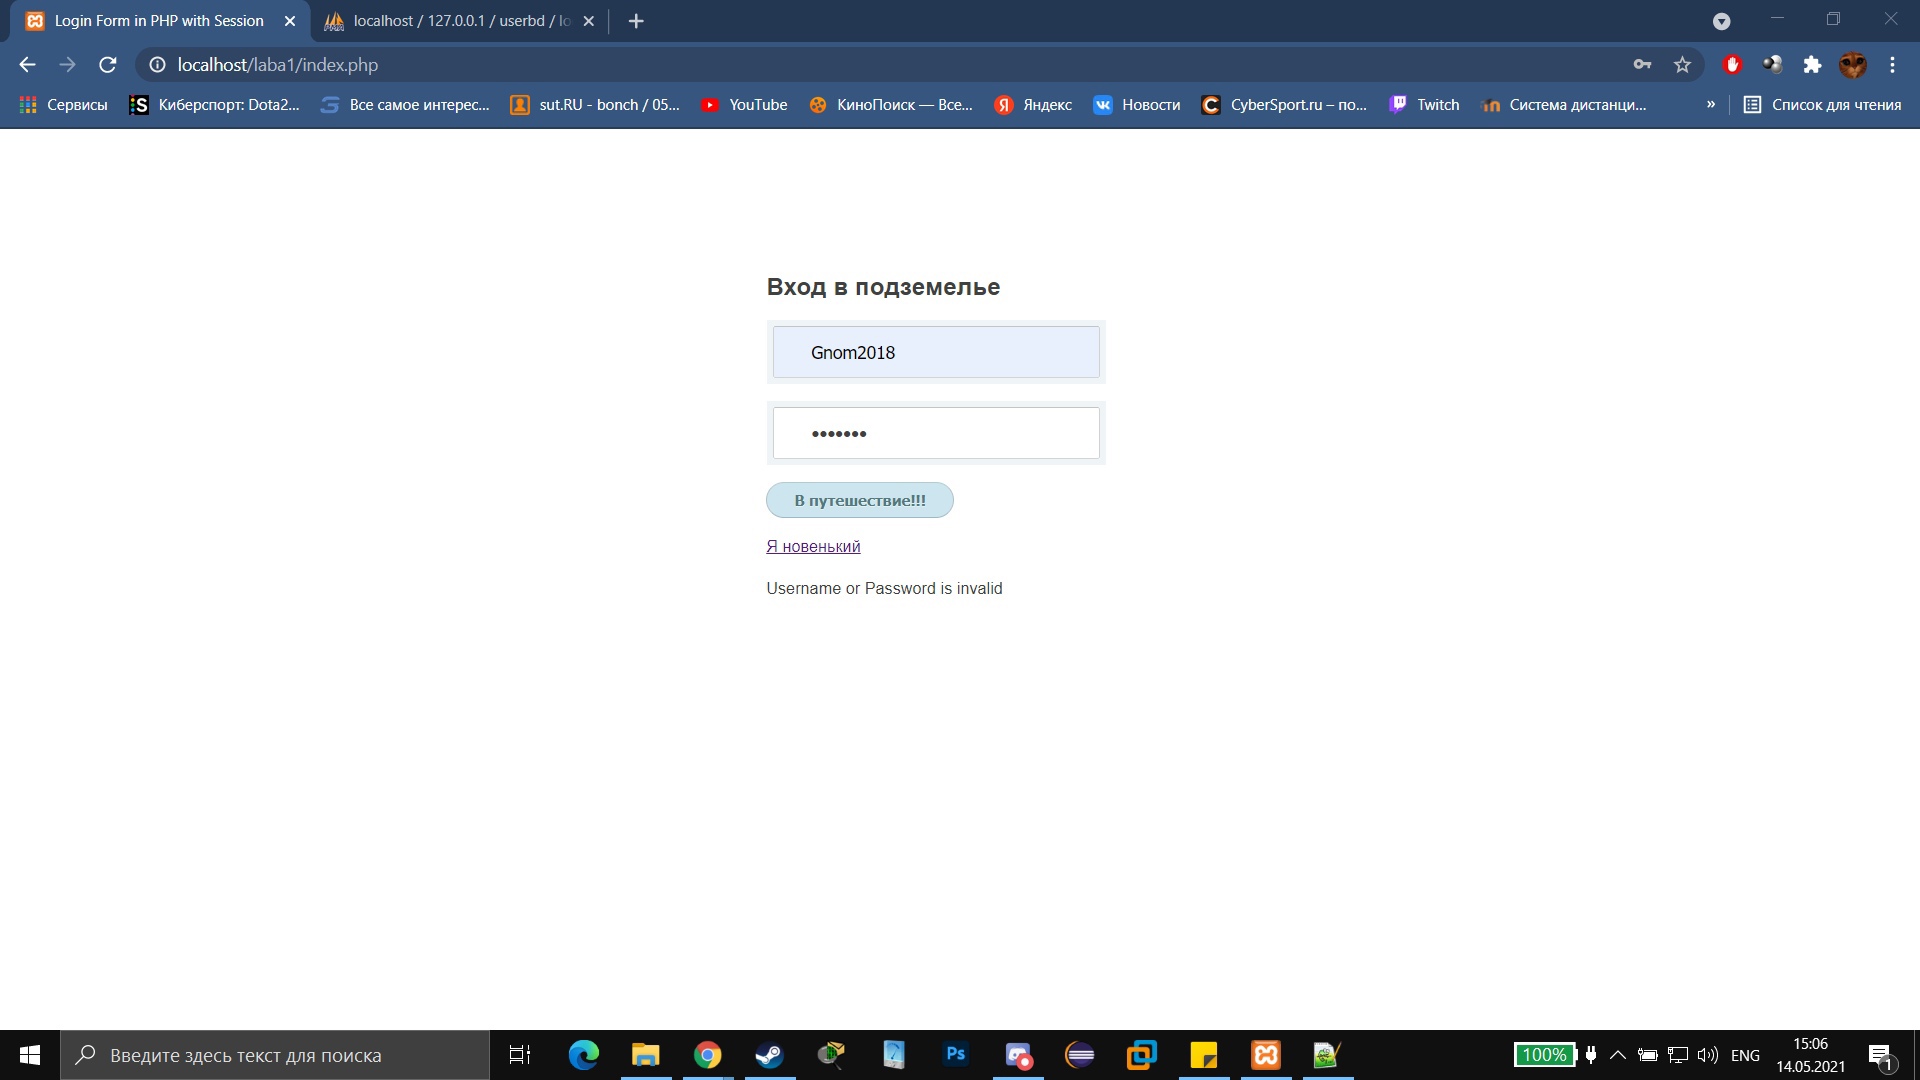 Login Form in PHP with Session
localhost / 127.0.0.1 / userbd / lo
localhost/laba1/index.php
Сервисы
Киберспорт: Dota2...
Все самое интерес...
sut.RU - bonch / 05...
YouTube
КиноПоиск — Все...
Яндекс
Новости
CyberSport.ru – по...
Twitch
Система дистанци...
»
Список для чтения
Вход в подземелье
Gnom2018
•••••••
В путешествие!!!
Я новенький
Username or Password is invalid
Введите здесь текст для поиска
Ps
100%
ENG
15:06
14.05.2021
1